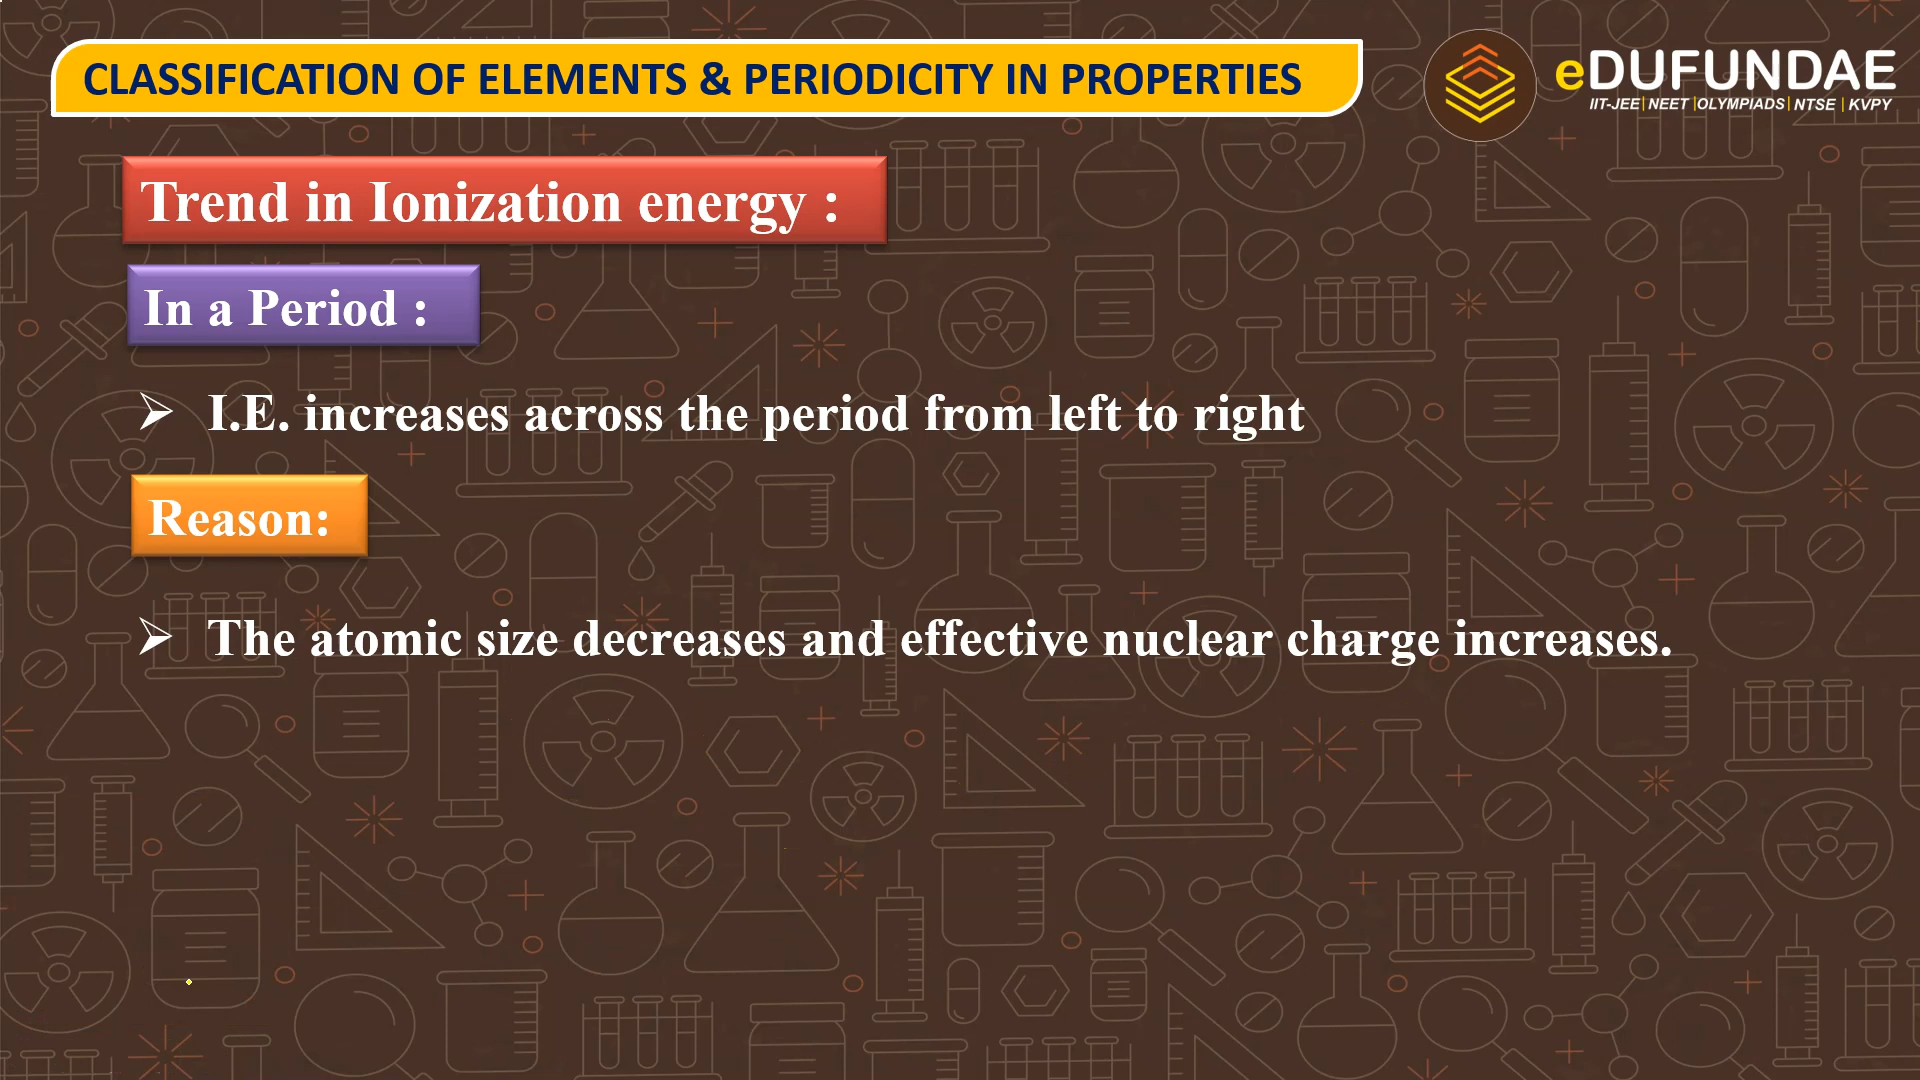 CLASSIFICATION OF ELEMENTS & PERIODICITY IN PROPERTIES
eDUFUNDAE
IIT-JEE| NEET |OLYMPIADS| NTSE | KVPY
Trend in Ionization energy :
In a Period :
➢ I.E. increases across the period from left to right
Reason:
➢ The atomic size decreases and effective nuclear charge increases.